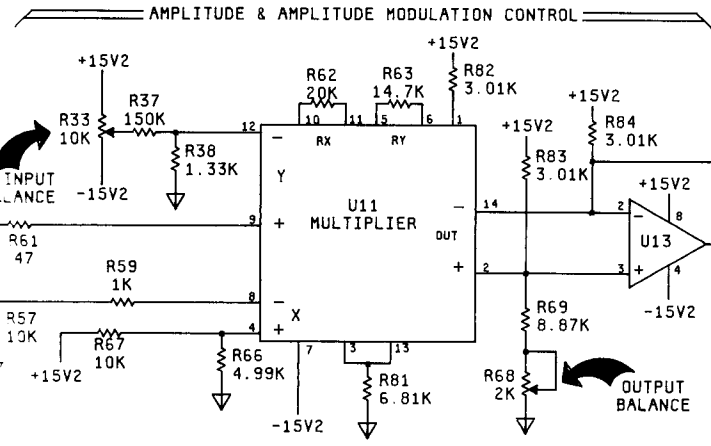 AMPLITUDE & AMPLITUDE MODULATION CONTROL
+15V2
+15V2
R62
20K
R63
14.7K
R82
3.01K
+15V2
R33
10K
R37
150K
+15V2
R84
3.01K
12
10
11
5
6
1
RX
RY
R38
1.33K
R83
3.01K
INPUT
-15V2
Y
+15V2
U11
MULTIPLIER
14
2
8
9
OUT
U13
R61
47
2
3
4
R59
1K
8
-15V2
R57
10K
X
R69
8.87K
4
R67
10K
7
3
13
+15V2
R66
4.99K
R81
6.81K
R68
2K
OUTPUT
BALANCE
-15V2